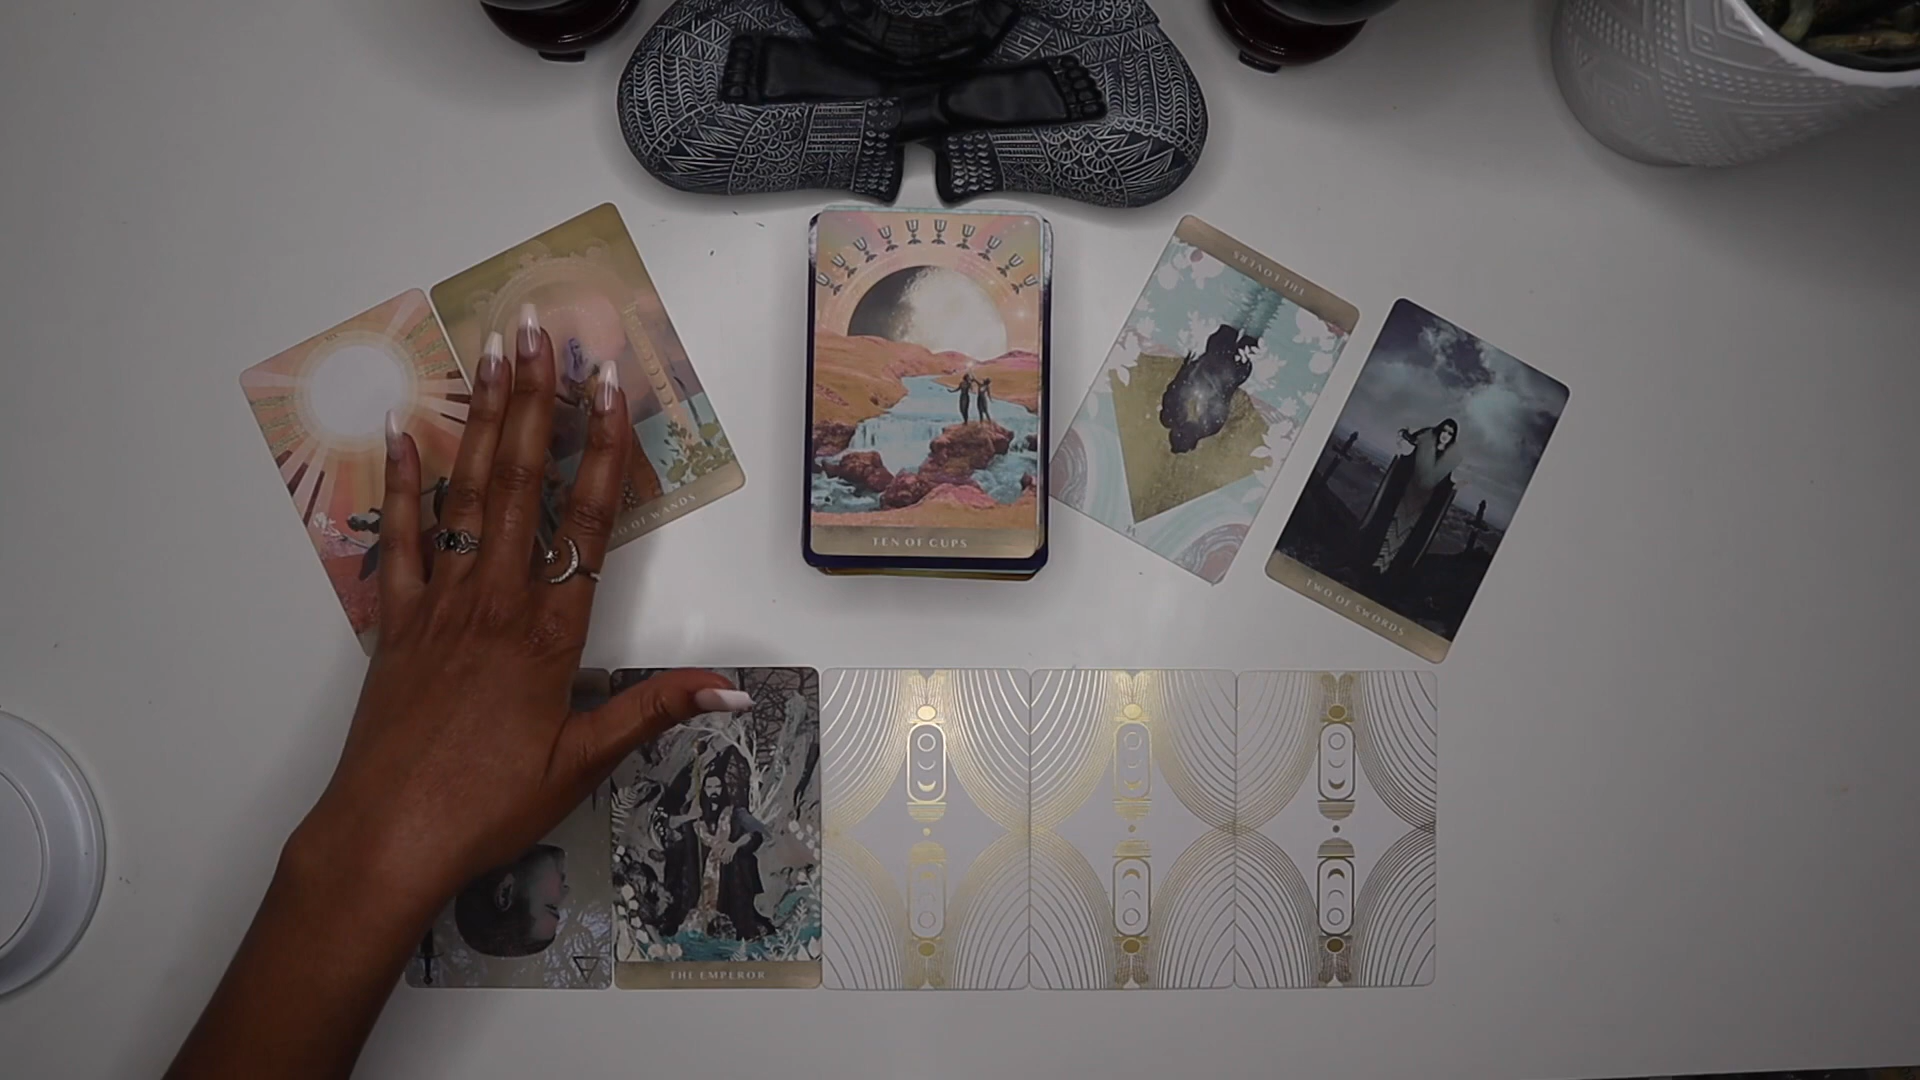 TEN OF CUPS
OF WANDS
THE LOVERS
TWO OF SWORDS
THE EMPEROR